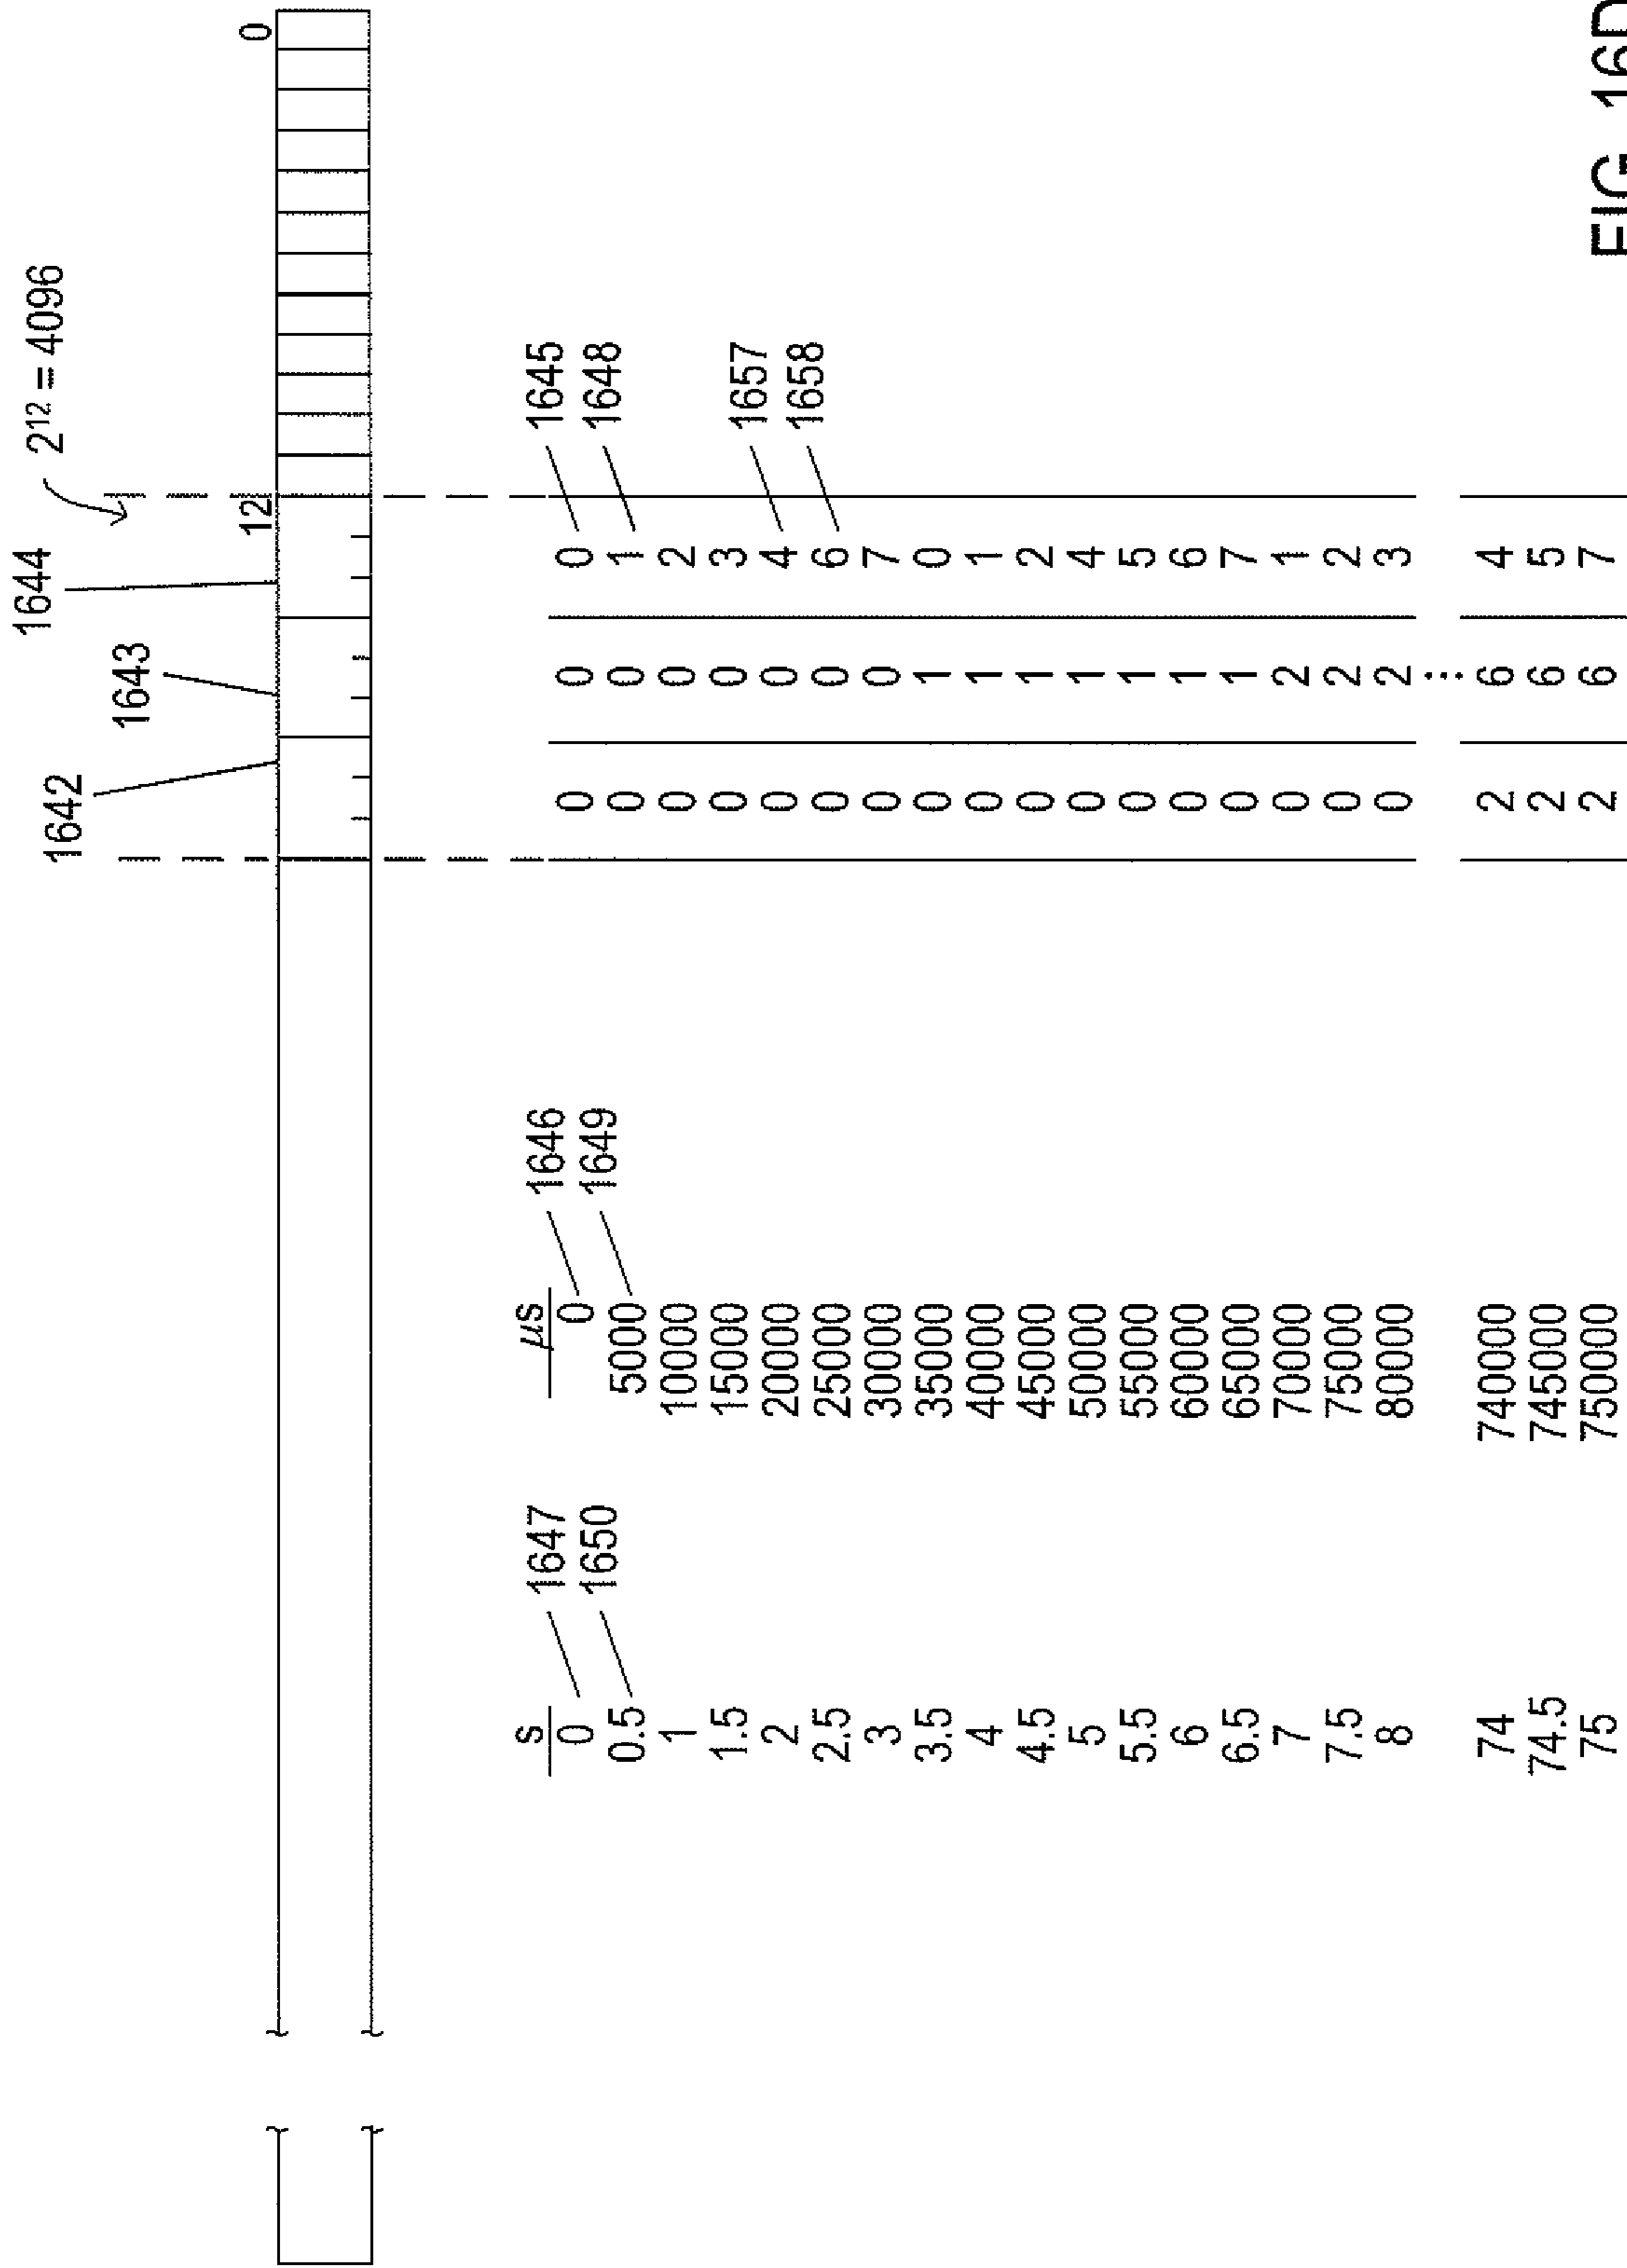 1644
2¹² = 4096
1642
1643
12 0
s 1647 μs 1646 1645
0 0 0 0 0
1650 1649 1648
0.5 5000 0 0 1
1 10000 0 0 2
1.5 15000 0 0 3
1657
2 20000 0 0 4
1658
2.5 25000 0 0 6
3 30000 0 0 7
3.5 35000 0 1 0
4 40000 0 1 1
4.5 45000 0 1 2
5 50000 0 1 4
5.5 55000 0 1 5
6 60000 0 1 6
6.5 65000 0 1 7
7 70000 0 2 1
7.5 75000 0 2 2
8 80000 0 2 3
⋮
74 740000 2 6 4
74.5 745000 2 6 5
75 750000 2 6 7
FIG. 16D